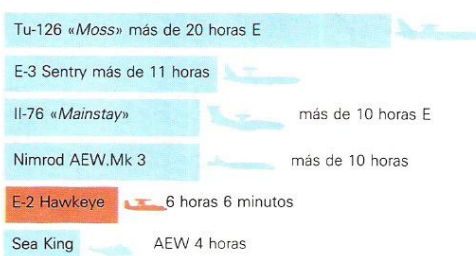 Tu-126 «Moss» más de 20 horas E
E-3 Sentry más de 11 horas
Il-76 «Mainstay» más de 10 horas E
Nimrod AEW.Mk 3 más de 10 horas
E-2 Hawkeye 6 horas 6 minutos
Sea King AEW 4 horas